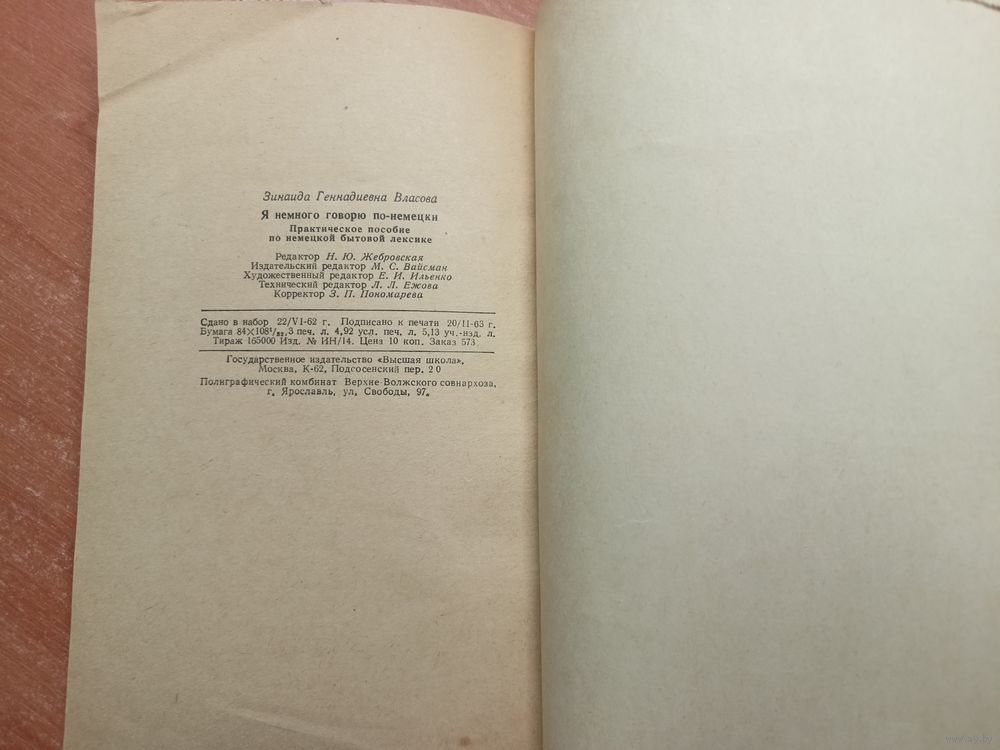 Зинаида Геннадиевна Власова
Я немного говорю по-немецки
Практическое пособие
по немецкой бытовой лексике
Редактор Н. Ю. Жебровская
Издательский редактор М. С. Вайсман
Художественный редактор Е. И. Ильенко
Технический редактор Л. Л. Ежова
Корректор З. П. Пономарева
Сдано в набор 22/VI-62 г. Подписано к печати 20/II-63 г.
Бумага 84×108¹/₃₂,3 печ. л. 4,92 усл. печ. л. 5,13 уч.-изд. л.
Тираж 165000 Изд. № ИН/14. Цена 10 коп. Заказ 573
Государственное издательство «Высшая школа».
Москва, К-62, Подсосенский пер. 20
Полиграфический комбинат Верхне-Волжского совнархоза,
г. Ярославль, ул. Свободы, 97.